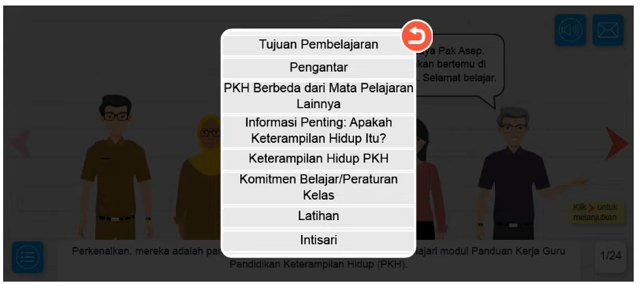 Tujuan Pembelajaran
Pengantar
PKH Berbeda dari Mata Pelajaran
Lainnya
Informasi Penting: Apakah
Keterampilan Hidup Itu?
Keterampilan Hidup PKH
Komitmen Belajar/Peraturan
Kelas
Latihan
Intisari
ya Pak Asep,
kan bertemu di
. Selamat belajar.
Klik > untuk
melanjutkan
Perkenalkan, mereka adalah pa
ajari modul Panduan Kerja Guru
Pendidikan Keterampilan Hidup (PKH).
1/24